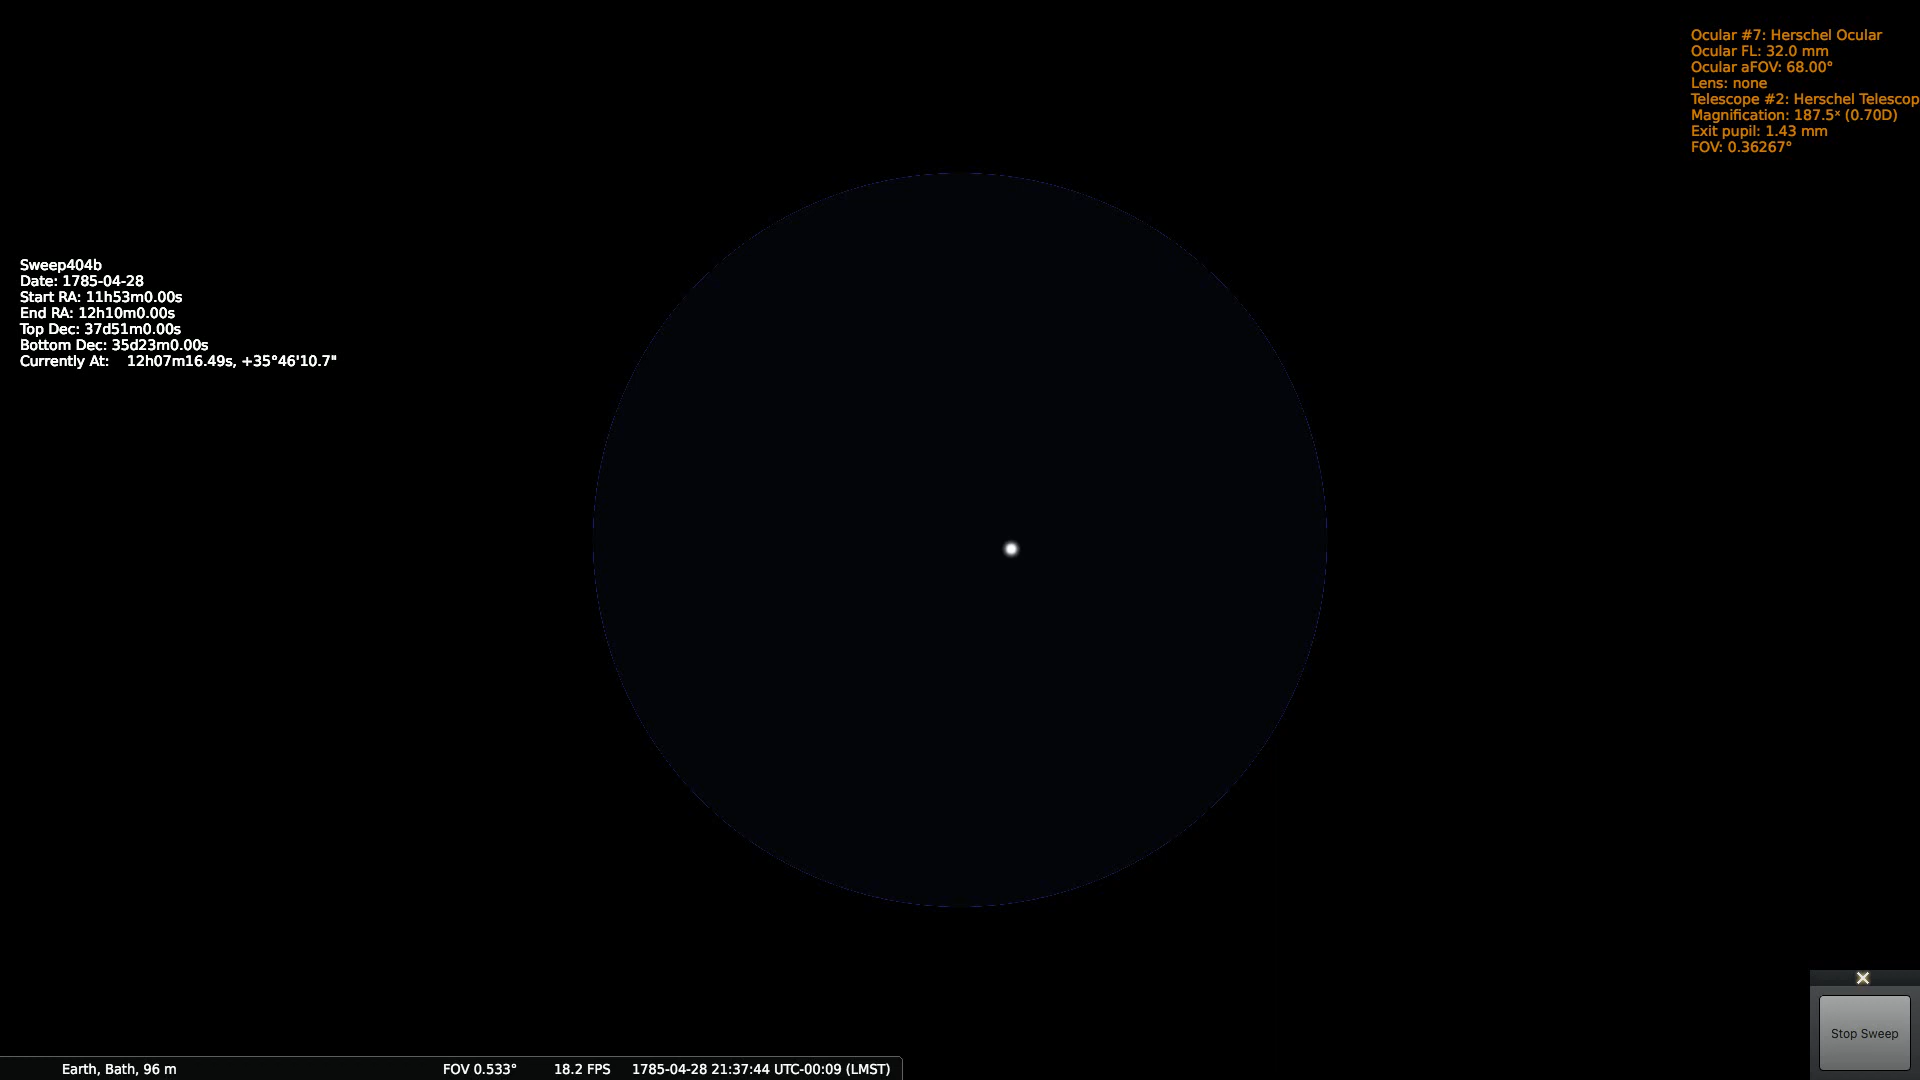 Ocular #7: Herschel Ocular
Ocular FL: 32.0 mm
Ocular aFOV: 68.00°
Lens: none
Telescope #2: Herschel Telescop
Magnification: 187.5ˣ (0.70D)
Exit pupil: 1.43 mm
FOV: 0.36267°
Sweep404b
Date: 1785-04-28
Start RA: 11h53m0.00s
End RA: 12h10m0.00s
Top Dec: 37d51m0.00s
Bottom Dec: 35d23m0.00s
Currently At: 12h07m16.49s, +35°46'10.7"
Stop Sweep
Earth, Bath, 96 m FOV 0.533° 18.2 FPS 1785-04-28 21:37:44 UTC-00:09 (LMST)